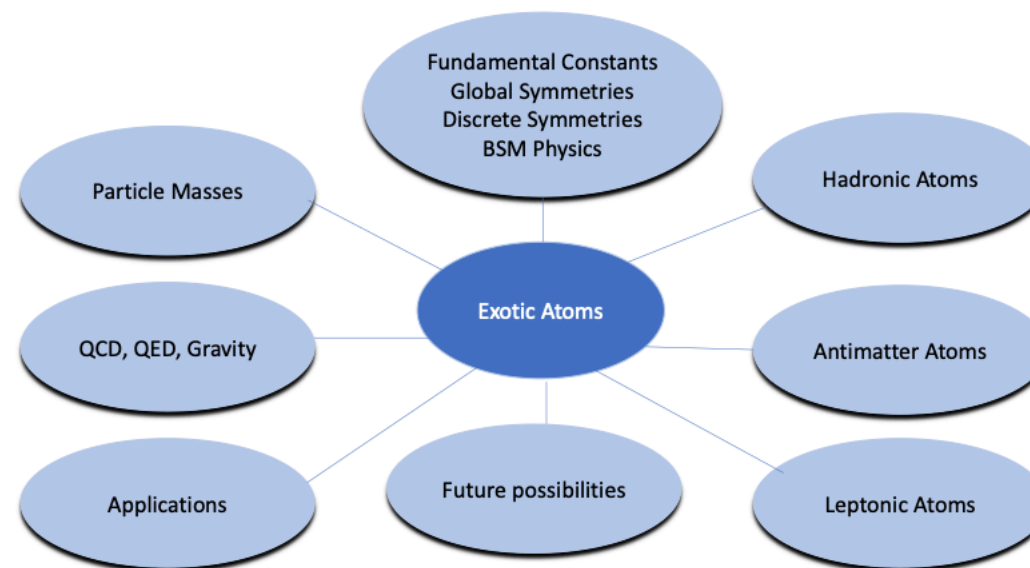 Fundamental Constants
Global Symmetries
Discrete Symmetries
BSM Physics
Particle Masses
Hadronic Atoms
Exotic Atoms
QCD, QED, Gravity
Antimatter Atoms
Applications
Future possibilities
Leptonic Atoms